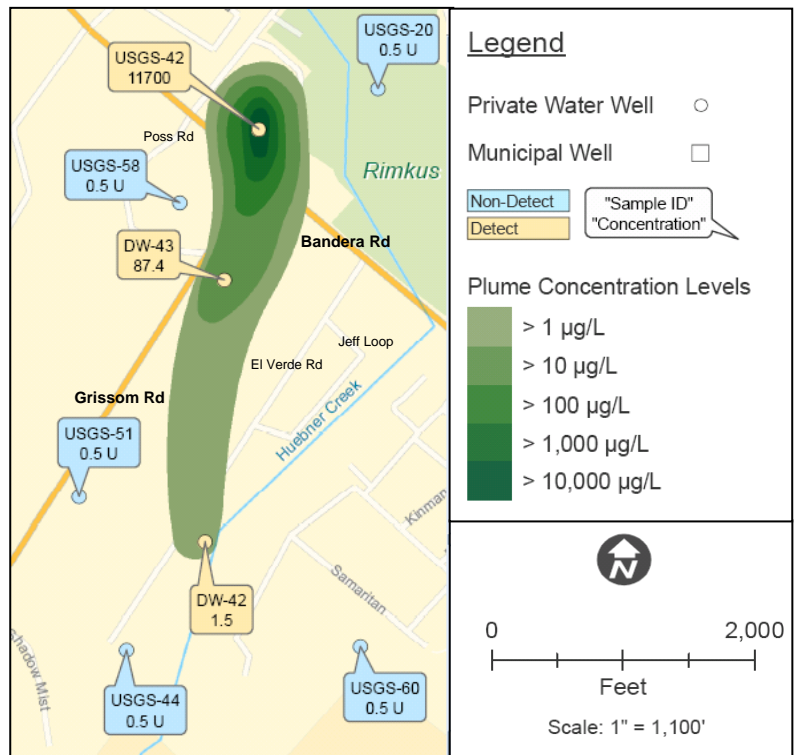 USGS-20
0.5 U
USGS-42
11700
Poss Rd
Rimkus
USGS-58
0.5 U
DW-43
87.4
Bandera Rd
Jeff Loop
El Verde Rd
Grissom Rd
Huebner Creek
USGS-51
0.5 U
Kinman
Samaritan
DW-42
1.5
Shadow Mist
USGS-44
0.5 U
USGS-60
0.5 U
Legend
Private Water Well
Municipal Well
Non-Detect
Detect
"Sample ID"
"Concentration"
Plume Concentration Levels
> 1 µg/L
> 10 µg/L
> 100 µg/L
> 1,000 µg/L
> 10,000 µg/L
N
0 2,000
Feet
Scale: 1" = 1,100'